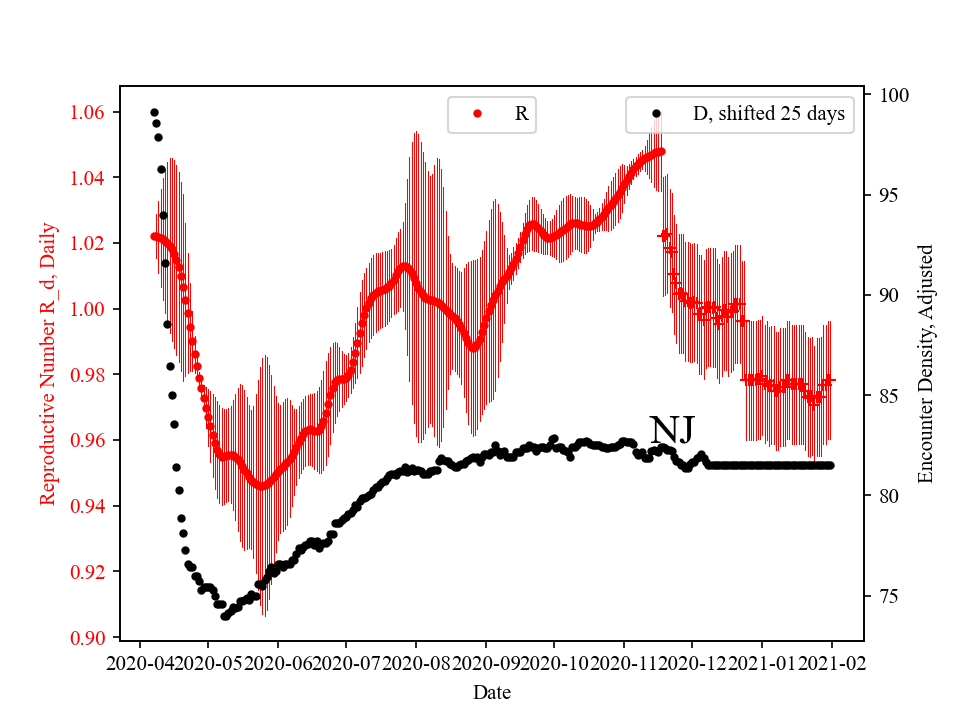 R
D, shifted 25 days
1.06
1.04
1.02
1.00
0.98
0.96
0.94
0.92
0.90
Reproductive Number R_d, Daily
100
95
90
85
80
75
Encounter Density, Adjusted
NJ
2020-04 2020-05 2020-06 2020-07 2020-08 2020-09 2020-10 2020-11 2020-12 2021-01 2021-02
Date